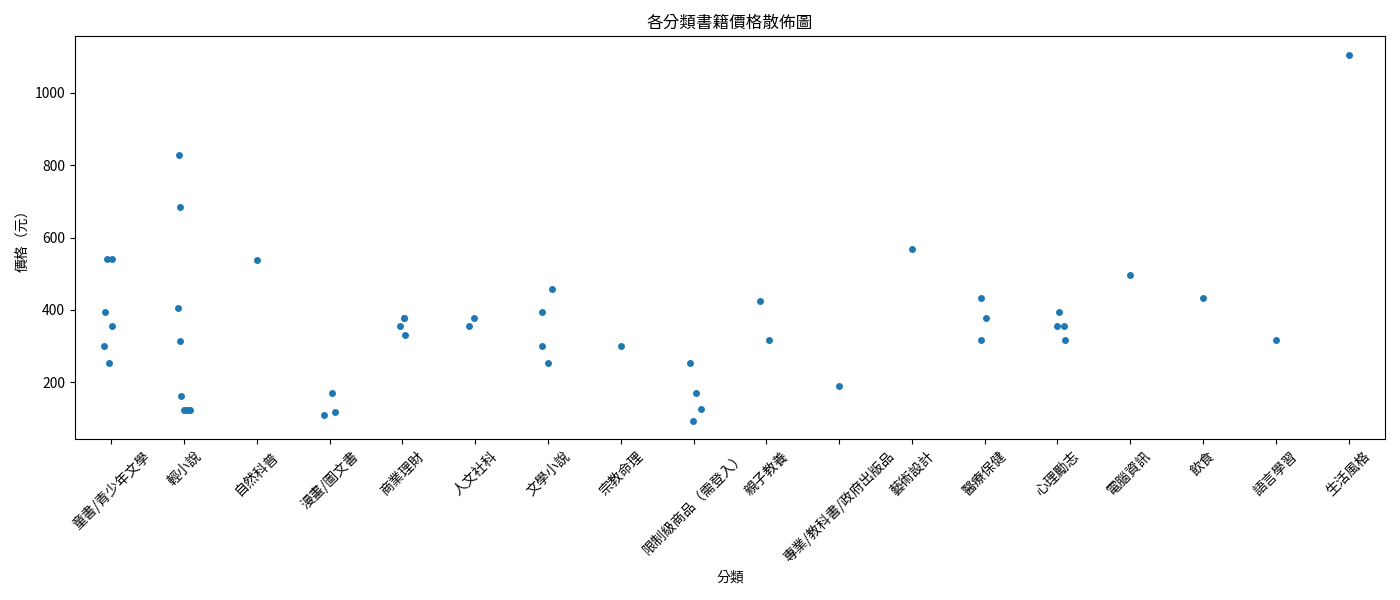 各分類書籍價格散佈圖
價格（元）
1000
800
600
400
200
童書/青少年文學
輕小說
自然科普
漫畫/圖文書
商業理財
人文社科
文學小說
宗教命理
限制級商品（需登入）
親子教養
專業/教科書/政府出版品
藝術設計
醫療保健
心理勵志
電腦資訊
飲食
語言學習
生活風格
分類